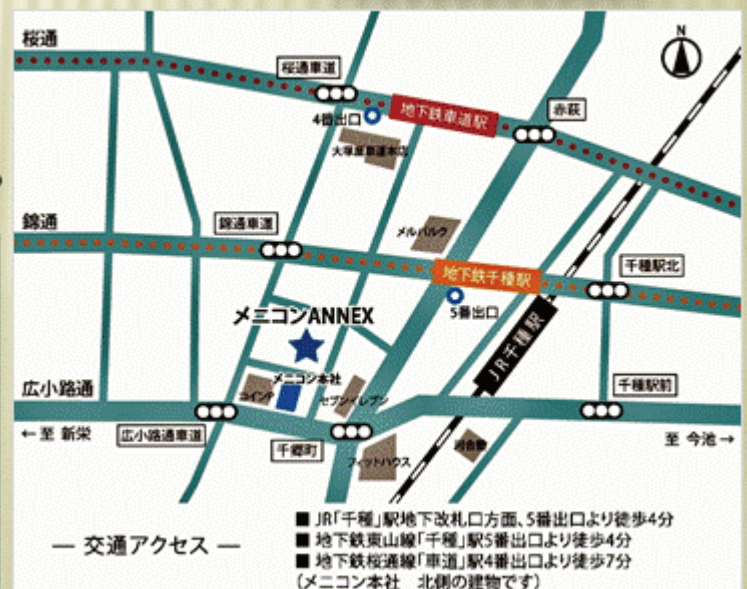 N
桜通
桜通車道
地下鉄車道駅
赤萩
4番出口
大塚屋車道本店
錦通
錦通車道
メルパルク
地下鉄千種駅
千種駅北
5番出口
メニコンANNEX
JR千種駅
広小路通
コインP
メニコン本社
セブンイレブン
千種駅前
←至 新栄
広小路通車道
千郷町
フィットハウス
河合塾
至 今池→
― 交通アクセス ―
■ JR「千種」駅地下改札口方面、5番出口より徒歩4分
■ 地下鉄東山線「千種」駅5番出口より徒歩4分
■ 地下鉄桜通線「車道」駅4番出口より徒歩7分
(メニコン本社 北側の建物です)